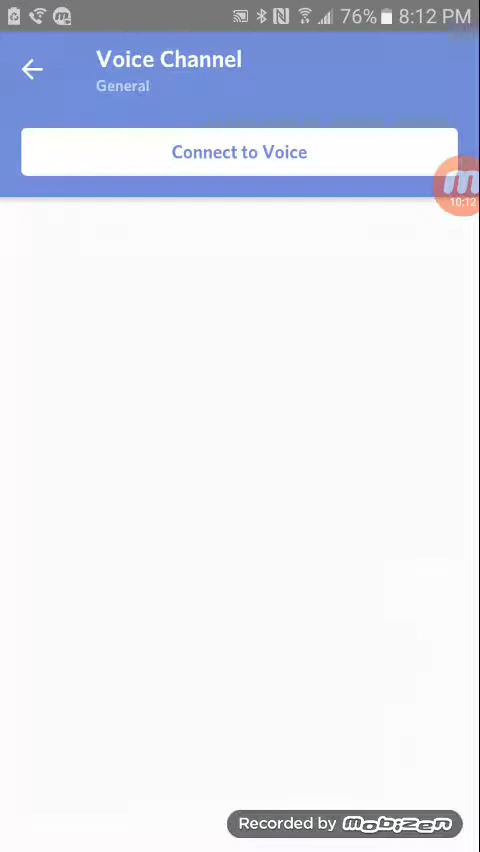 76% 8:12 PM
Voice Channel
General
Connect to Voice
10:12
Recorded by mobizen